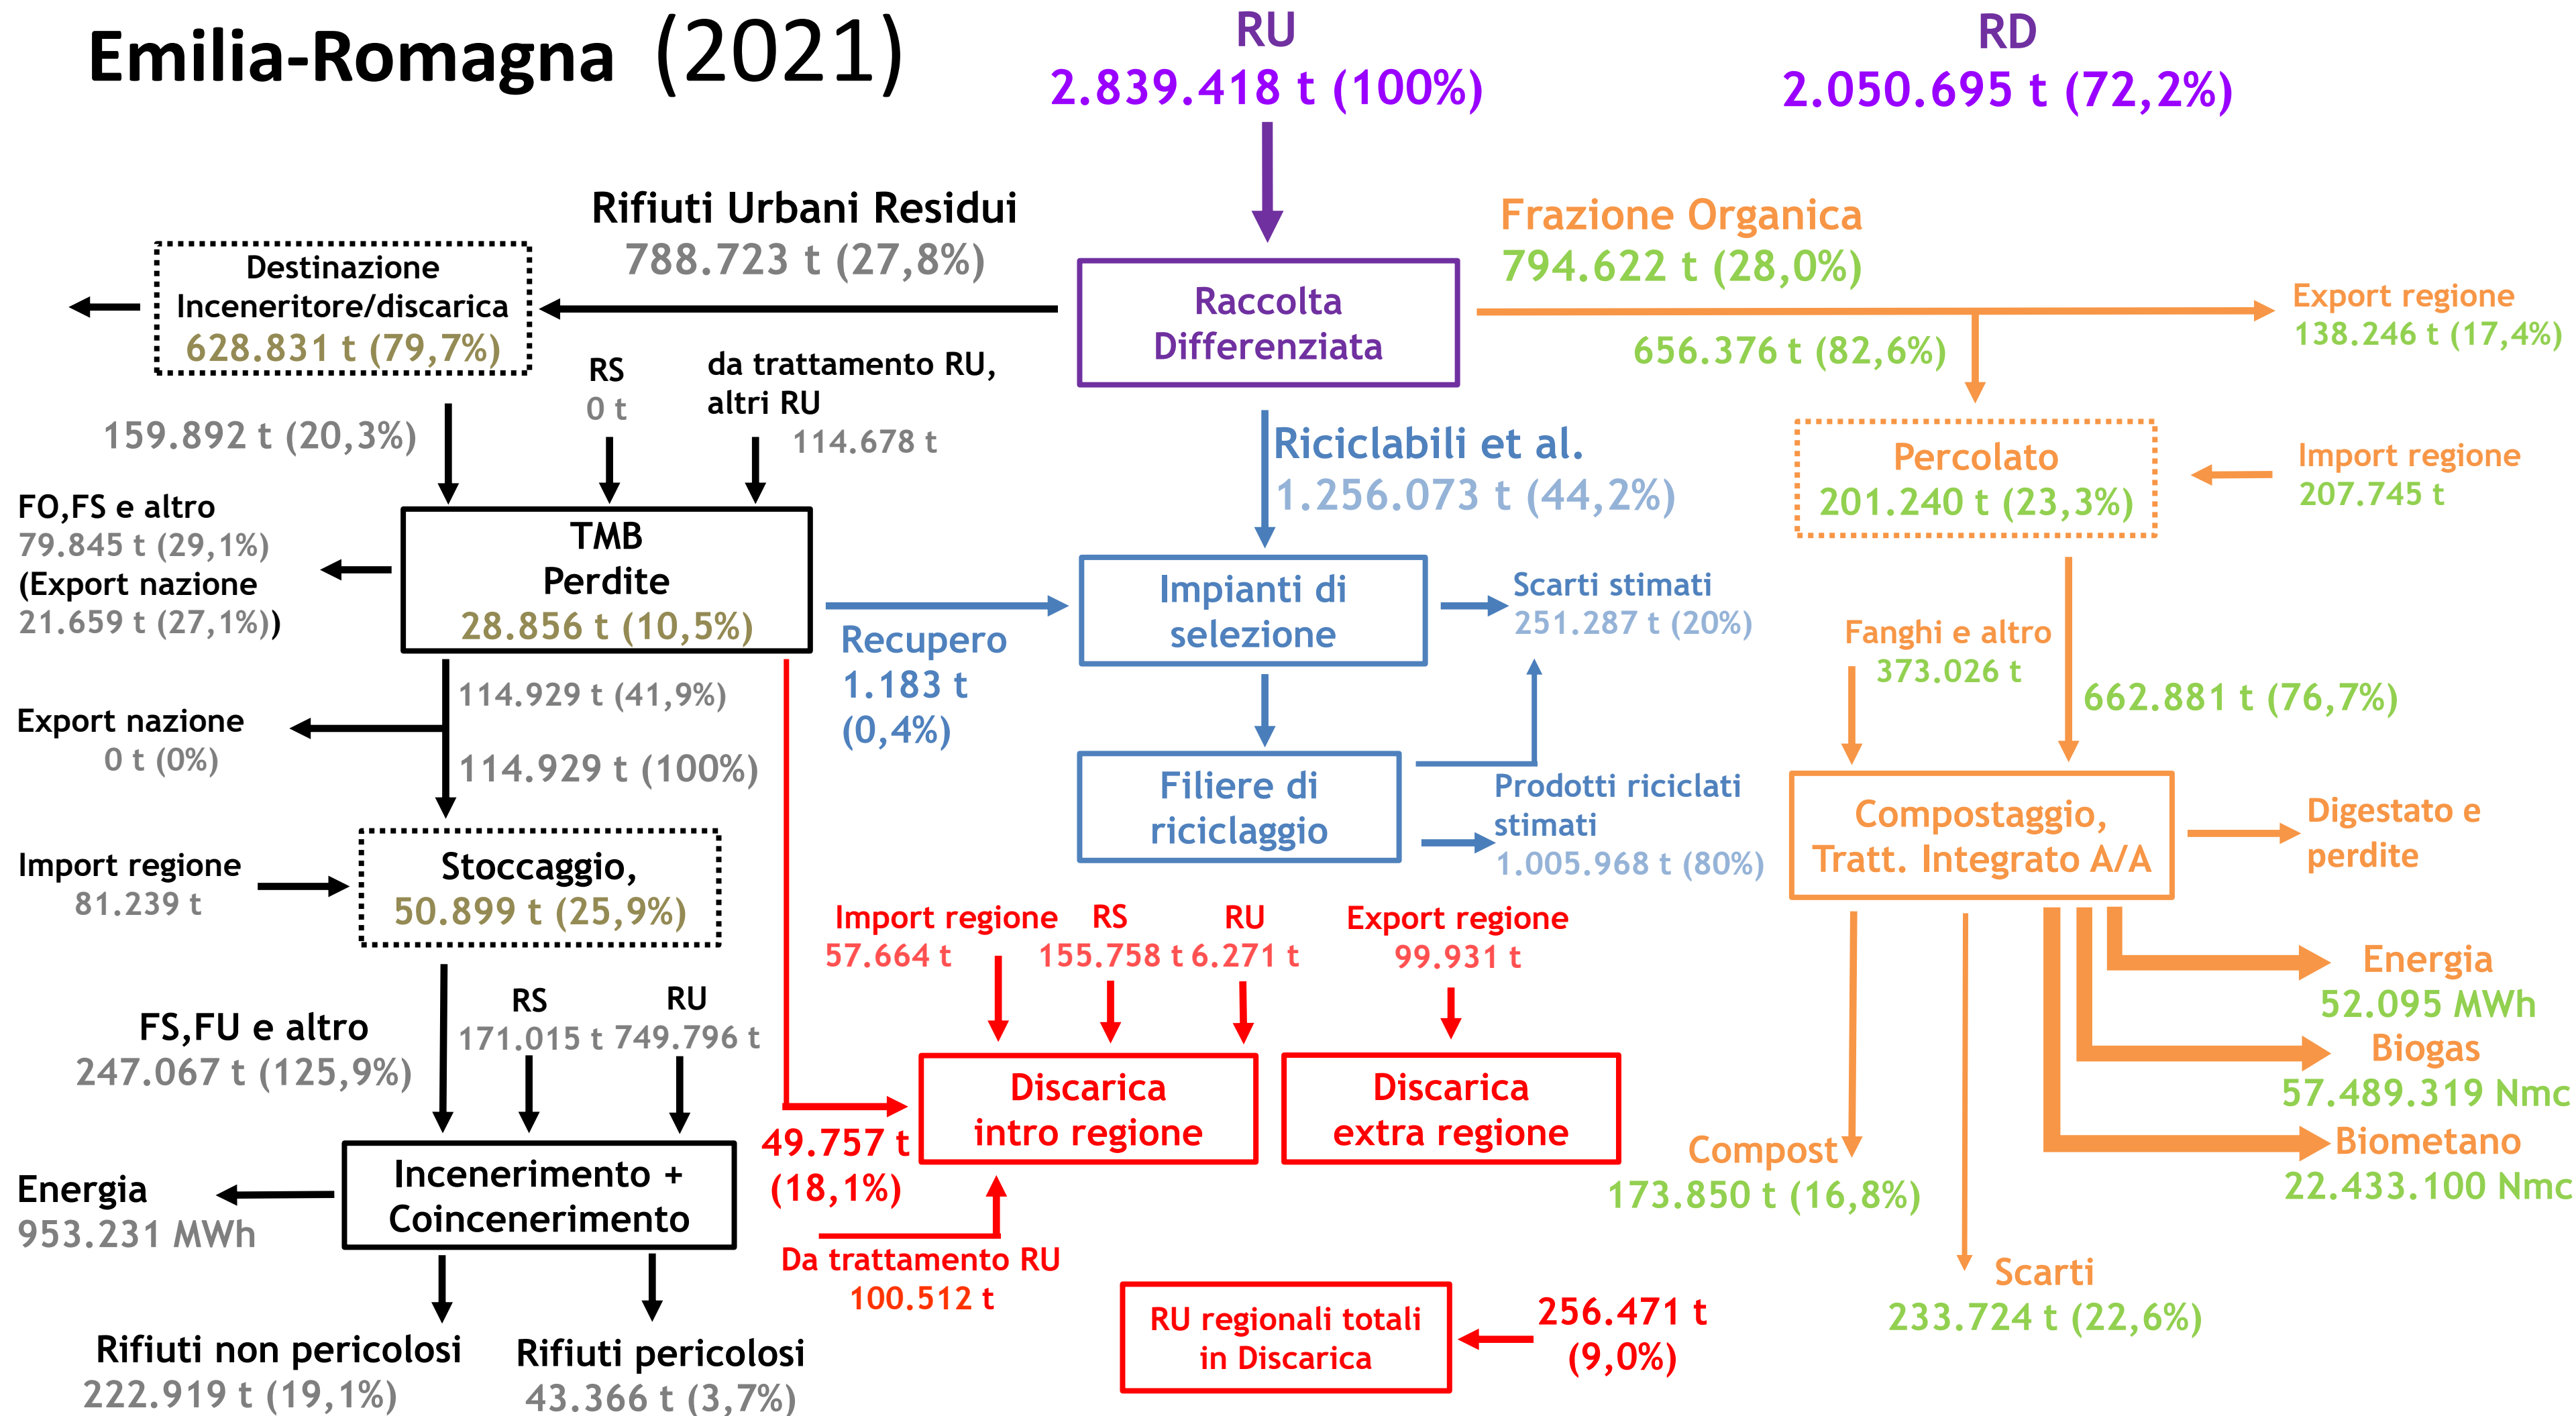 Emilia-Romagna (2021)
RU
2.839.418 t (100%)
RD
2.050.695 t (72,2%)
Rifiuti Urbani Residui
788.723 t (27,8%)
Frazione Organica
794.622 t (28,0%)
Destinazione
Inceneritore/discarica
628.831 t (79,7%)
Raccolta
Differenziata
656.376 t (82,6%)
Export regione
138.246 t (17,4%)
RS
0 t
da trattamento RU,
altri RU
114.678 t
159.892 t (20,3%)
Riciclabili et al.
1.256.073 t (44,2%)
Percolato
201.240 t (23,3%)
Import regione
207.745 t
FO,FS e altro
79.845 t (29,1%)
(Export nazione
21.659 t (27,1%))
TMB
Perdite
28.856 t (10,5%)
Recupero
1.183 t
(0,4%)
Impianti di
selezione
Scarti stimati
251.287 t (20%)
Fanghi e altro
373.026 t
662.881 t (76,7%)
114.929 t (41,9%)
Export nazione
0 t (0%)
114.929 t (100%)
Filiere di
riciclaggio
Prodotti riciclati
stimati
1.005.968 t (80%)
Compostaggio,
Tratt. Integrato A/A
Digestato e
perdite
Import regione
81.239 t
Stoccaggio,
50.899 t (25,9%)
Import regione
57.664 t
RS
155.758 t
RU
6.271 t
Export regione
99.931 t
Energia
52.095 MWh
Biogas
57.489.319 Nmc
Biometano
22.433.100 Nmc
FS,FU e altro
247.067 t (125,9%)
RS
171.015 t
RU
749.796 t
Discarica
intro regione
Discarica
extra regione
49.757 t
(18,1%)
Compost
173.850 t (16,8%)
Energia
953.231 MWh
Incenerimento +
Coincenerimento
Da trattamento RU
100.512 t
Scarti
233.724 t (22,6%)
RU regionali totali
in Discarica
256.471 t
(9,0%)
Rifiuti non pericolosi
222.919 t (19,1%)
Rifiuti pericolosi
43.366 t (3,7%)